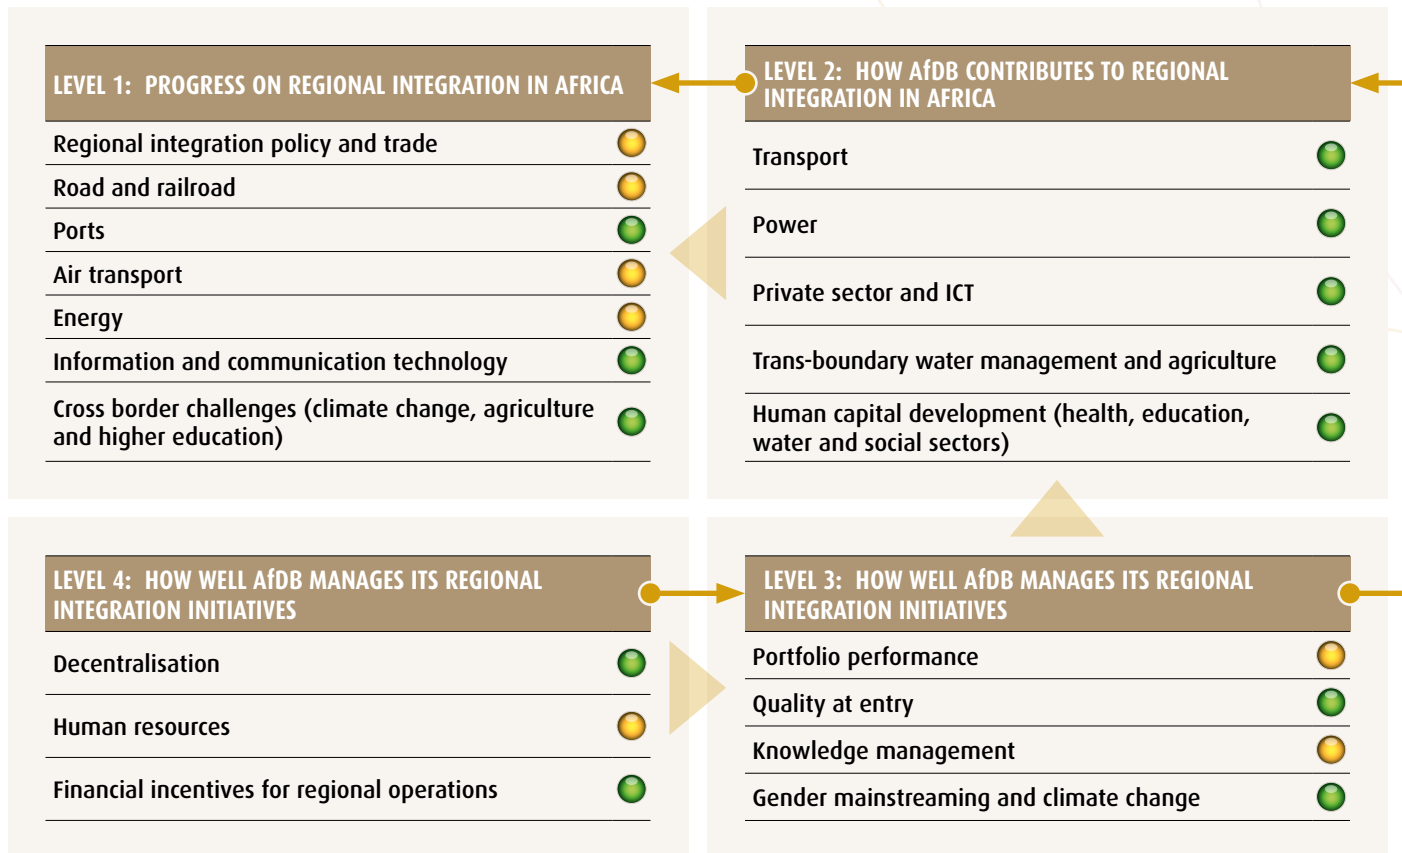 LEVEL 1: PROGRESS ON REGIONAL INTEGRATION IN AFRICA
Regional integration policy and trade
Road and railroad
Ports
Air transport
Energy
Information and communication technology
Cross border challenges (climate change, agriculture
and higher education)
LEVEL 2: HOW AfDB CONTRIBUTES TO REGIONAL
INTEGRATION IN AFRICA
Transport
Power
Private sector and ICT
Trans-boundary water management and agriculture
Human capital development (health, education,
water and social sectors)
LEVEL 4: HOW WELL AfDB MANAGES ITS REGIONAL
INTEGRATION INITIATIVES
Decentralisation
Human resources
Financial incentives for regional operations
LEVEL 3: HOW WELL AfDB MANAGES ITS REGIONAL
INTEGRATION INITIATIVES
Portfolio performance
Quality at entry
Knowledge management
Gender mainstreaming and climate change